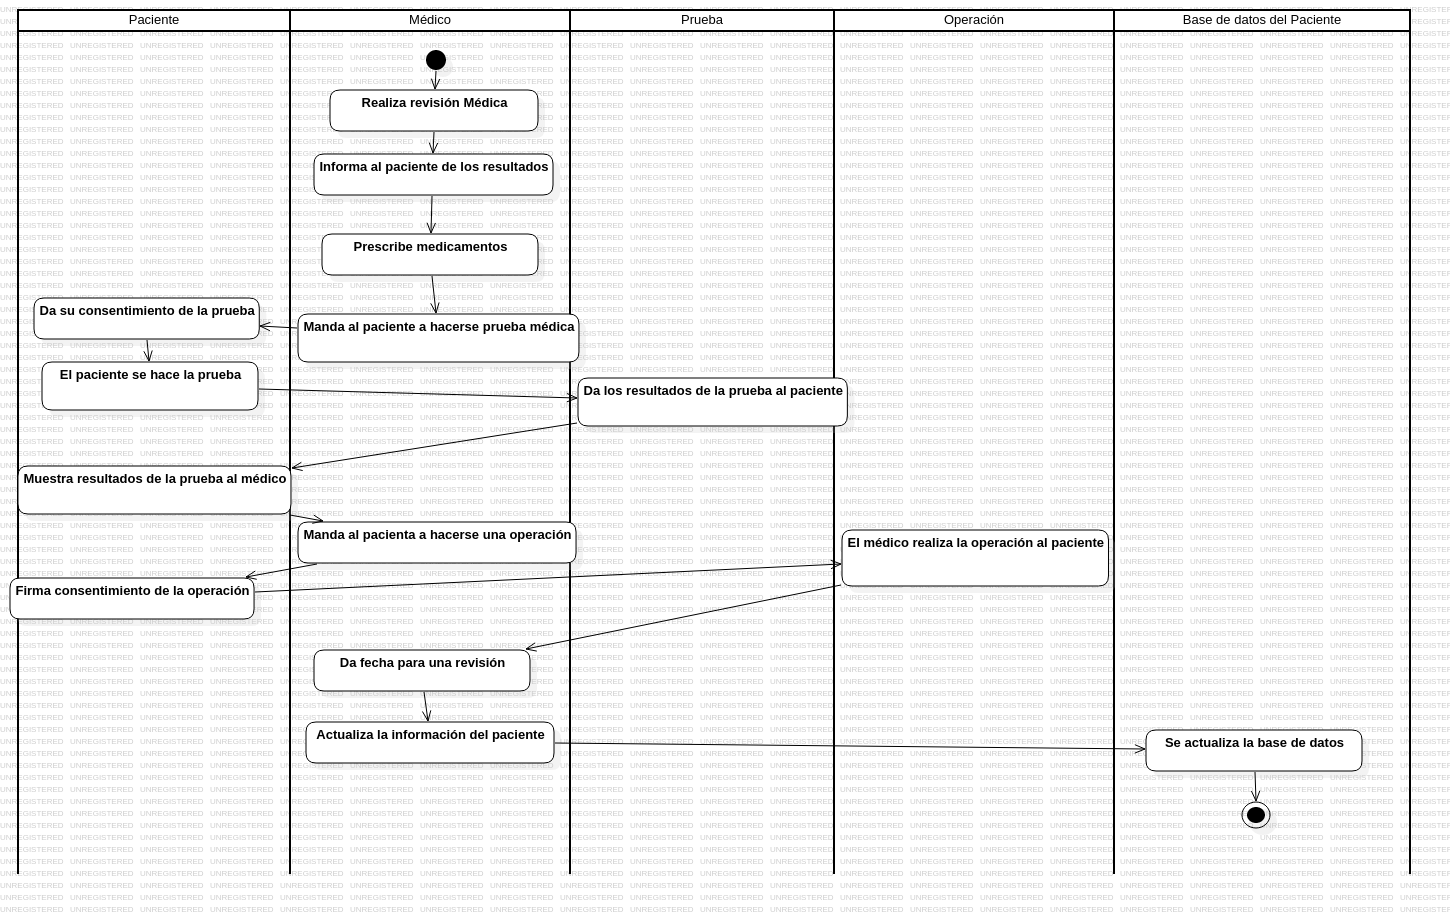 Paciente
Médico
Prueba
Operación
Base de datos del Paciente
Realiza revisión Médica
Informa al paciente de los resultados
Prescribe medicamentos
Da su consentimiento de la prueba
Manda al paciente a hacerse prueba médica
El paciente se hace la prueba
Da los resultados de la prueba al paciente
Muestra resultados de la prueba al médico
Manda al pacienta a hacerse una operación
El médico realiza la operación al paciente
Firma consentimiento de la operación
Da fecha para una revisión
Actualiza la información del paciente
Se actualiza la base de datos
UNREGISTERED